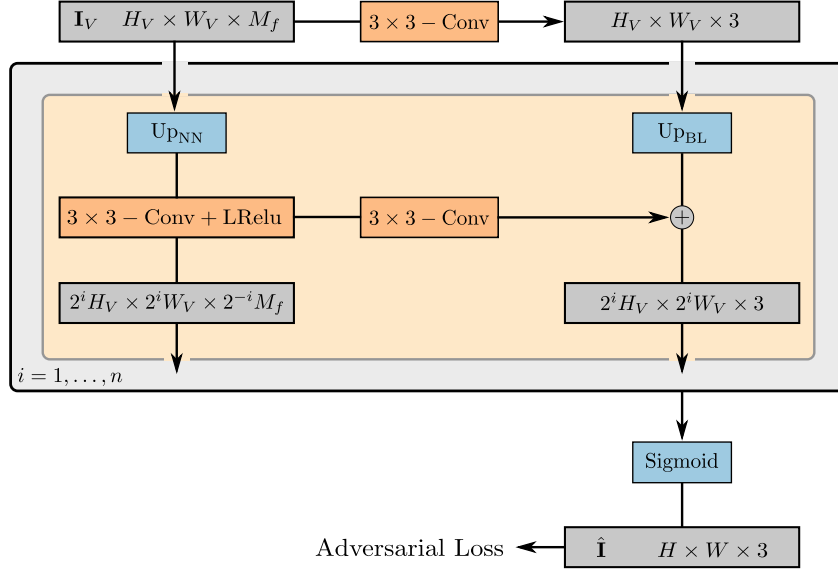 𝐈_V H_V × W_V × M_f
3 × 3 − Conv
H_V × W_V × 3
Up_NN
Up_BL
3 × 3 − Conv + LRelu
3 × 3 − Conv
+
2^i H_V × 2^i W_V × 2^{−i} M_f
2^i H_V × 2^i W_V × 3
i = 1, . . . , n
Sigmoid
Adversarial Loss
Î H × W × 3